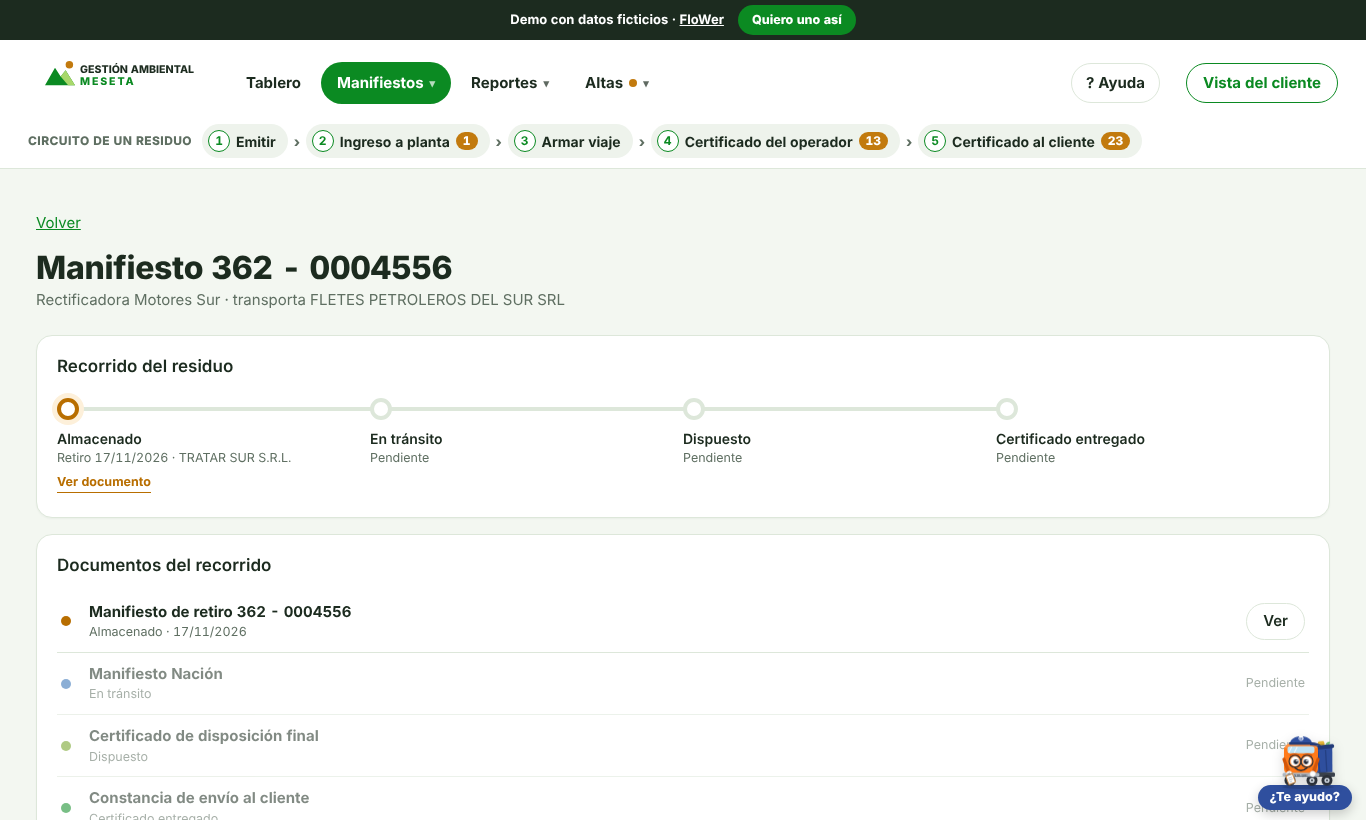 Demo con datos ficticios · FloWer Quiero uno así
GESTIÓN AMBIENTAL
MESETA
Tablero Manifiestos ▾ Reportes ▾ Altas ▾ ? Ayuda Vista del cliente
CIRCUITO DE UN RESIDUO 1 Emitir › 2 Ingreso a planta 1 › 3 Armar viaje › 4 Certificado del operador 13 › 5 Certificado al cliente 23
Volver
Manifiesto 362 - 0004556
Rectificadora Motores Sur · transporta FLETES PETROLEROS DEL SUR SRL
Recorrido del residuo
Almacenado En tránsito Dispuesto Certificado entregado
Retiro 17/11/2026 · TRATAR SUR S.R.L. Pendiente Pendiente Pendiente
Ver documento
Documentos del recorrido
Manifiesto de retiro 362 - 0004556
Almacenado · 17/11/2026
Ver
Manifiesto Nación
En tránsito
Pendiente
Certificado de disposición final
Dispuesto
Constancia de envío al cliente
Certificado entregado
¿Te ayudo?